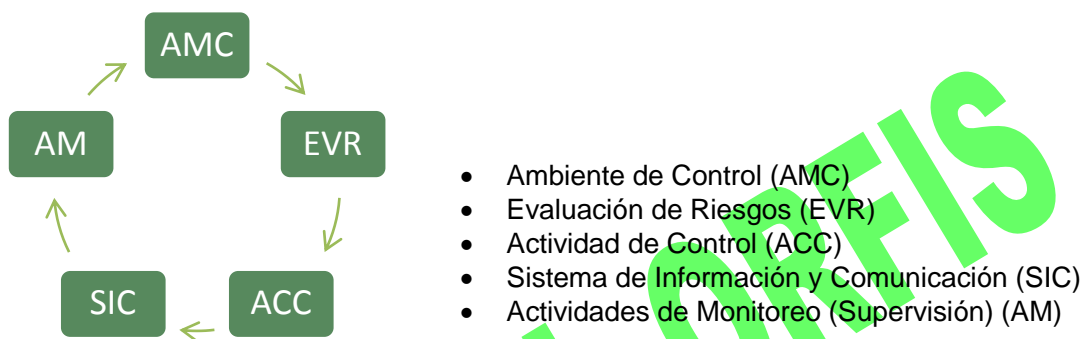 AMC
AM
EVR
SIC
ACC
• Ambiente de Control (AMC)
• Evaluación de Riesgos (EVR)
• Actividad de Control (ACC)
• Sistema de Información y Comunicación (SIC)
• Actividades de Monitoreo (Supervisión) (AM)
ORFIS